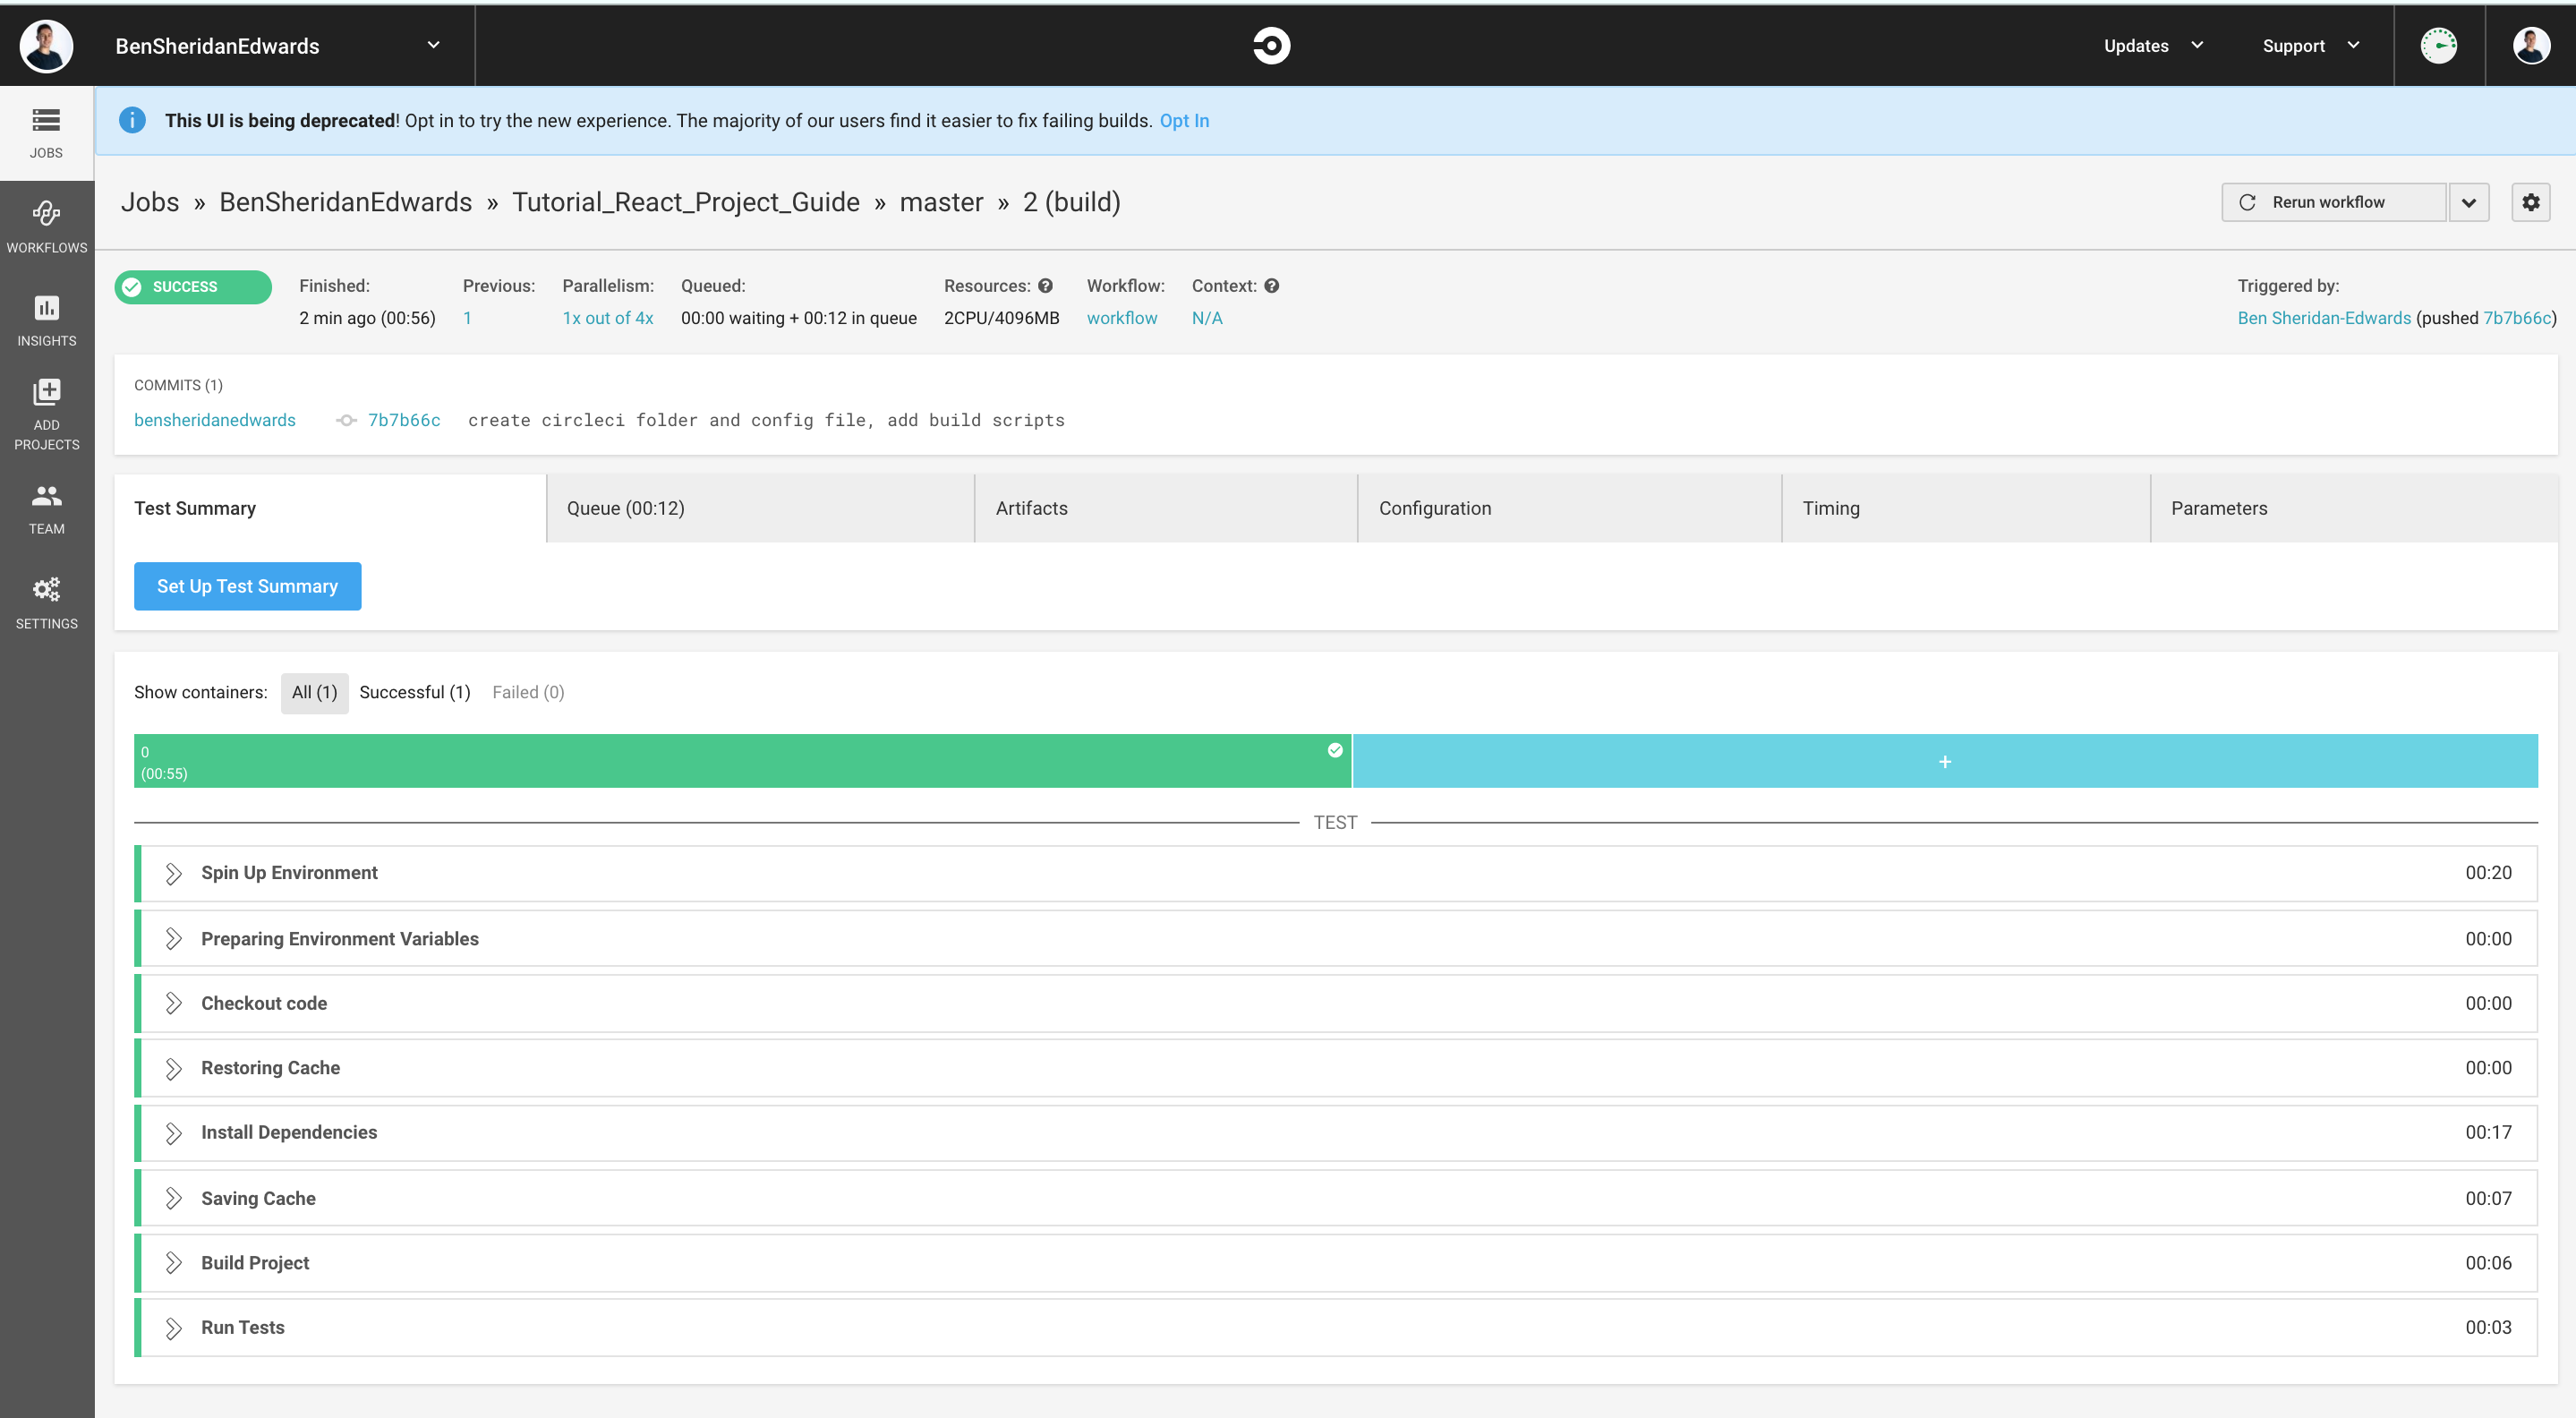 BenSheridanEdwards
Updates
Support
JOBS
WORKFLOWS
INSIGHTS
ADD
PROJECTS
TEAM
SETTINGS
This UI is being deprecated! Opt in to try the new experience. The majority of our users find it easier to fix failing builds. Opt In
Jobs » BenSheridanEdwards » Tutorial_React_Project_Guide » master » 2 (build)
Rerun workflow
SUCCESS
Finished:
2 min ago (00:56)
Previous:
1
Parallelism:
1x out of 4x
Queued:
00:00 waiting + 00:12 in queue
Resources: ?
2CPU/4096MB
Workflow:
workflow
Context: ?
N/A
Triggered by:
Ben Sheridan-Edwards (pushed 7b7b66c)
COMMITS (1)
bensheridanedwards 7b7b66c create circleci folder and config file, add build scripts
Test Summary
Queue (00:12)
Artifacts
Configuration
Timing
Parameters
Set Up Test Summary
Show containers: All (1) Successful (1) Failed (0)
0
(00:55)
+
TEST
Spin Up Environment 00:20
Preparing Environment Variables 00:00
Checkout code 00:00
Restoring Cache 00:00
Install Dependencies 00:17
Saving Cache 00:07
Build Project 00:06
Run Tests 00:03